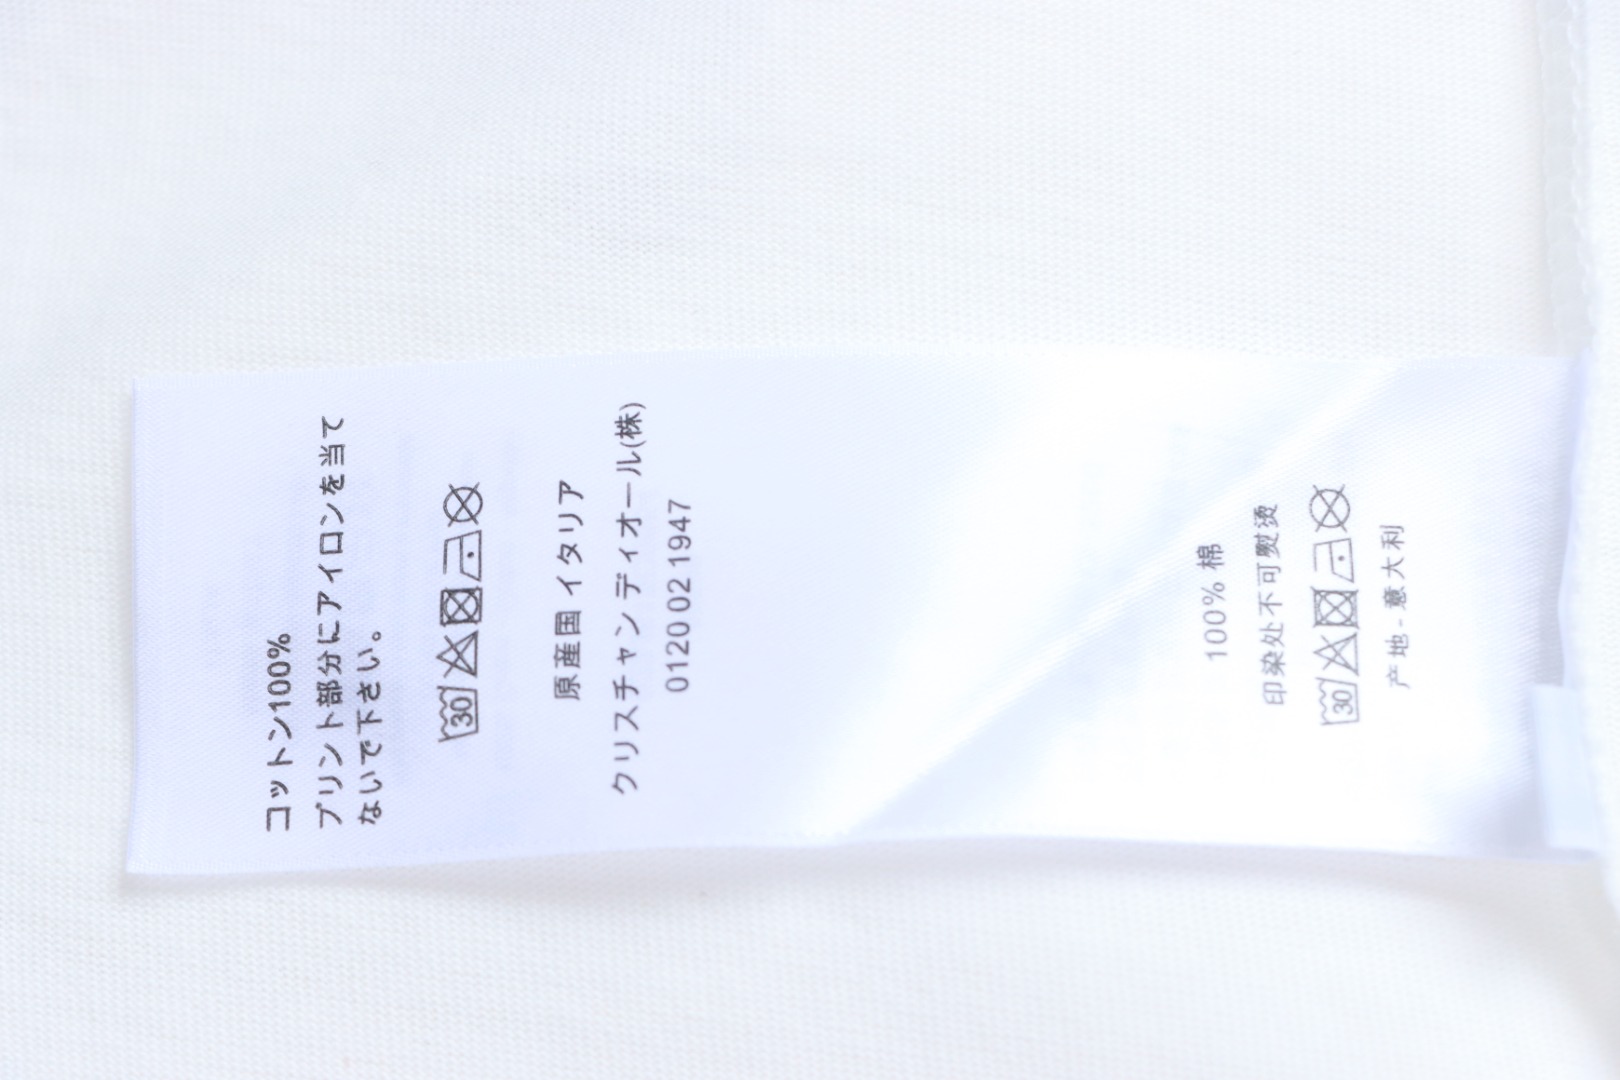 コットン100%
プリント部分にアイロンを当て
ないで下さい。
30
原産国 イタリア
クリスチャン ディオール(株)
0120 02 1947
100% 棉
印染处不可熨烫
30
产地 - 意大利